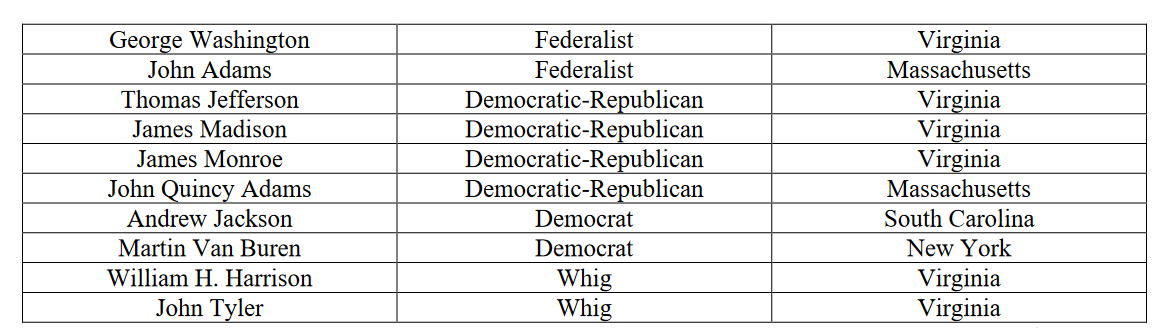 George Washington Federalist Virginia
John Adams Federalist Massachusetts
Thomas Jefferson Democratic-Republican Virginia
James Madison Democratic-Republican Virginia
James Monroe Democratic-Republican Virginia
John Quincy Adams Democratic-Republican Massachusetts
Andrew Jackson Democrat South Carolina
Martin Van Buren Democrat New York
William H. Harrison Whig Virginia
John Tyler Whig Virginia